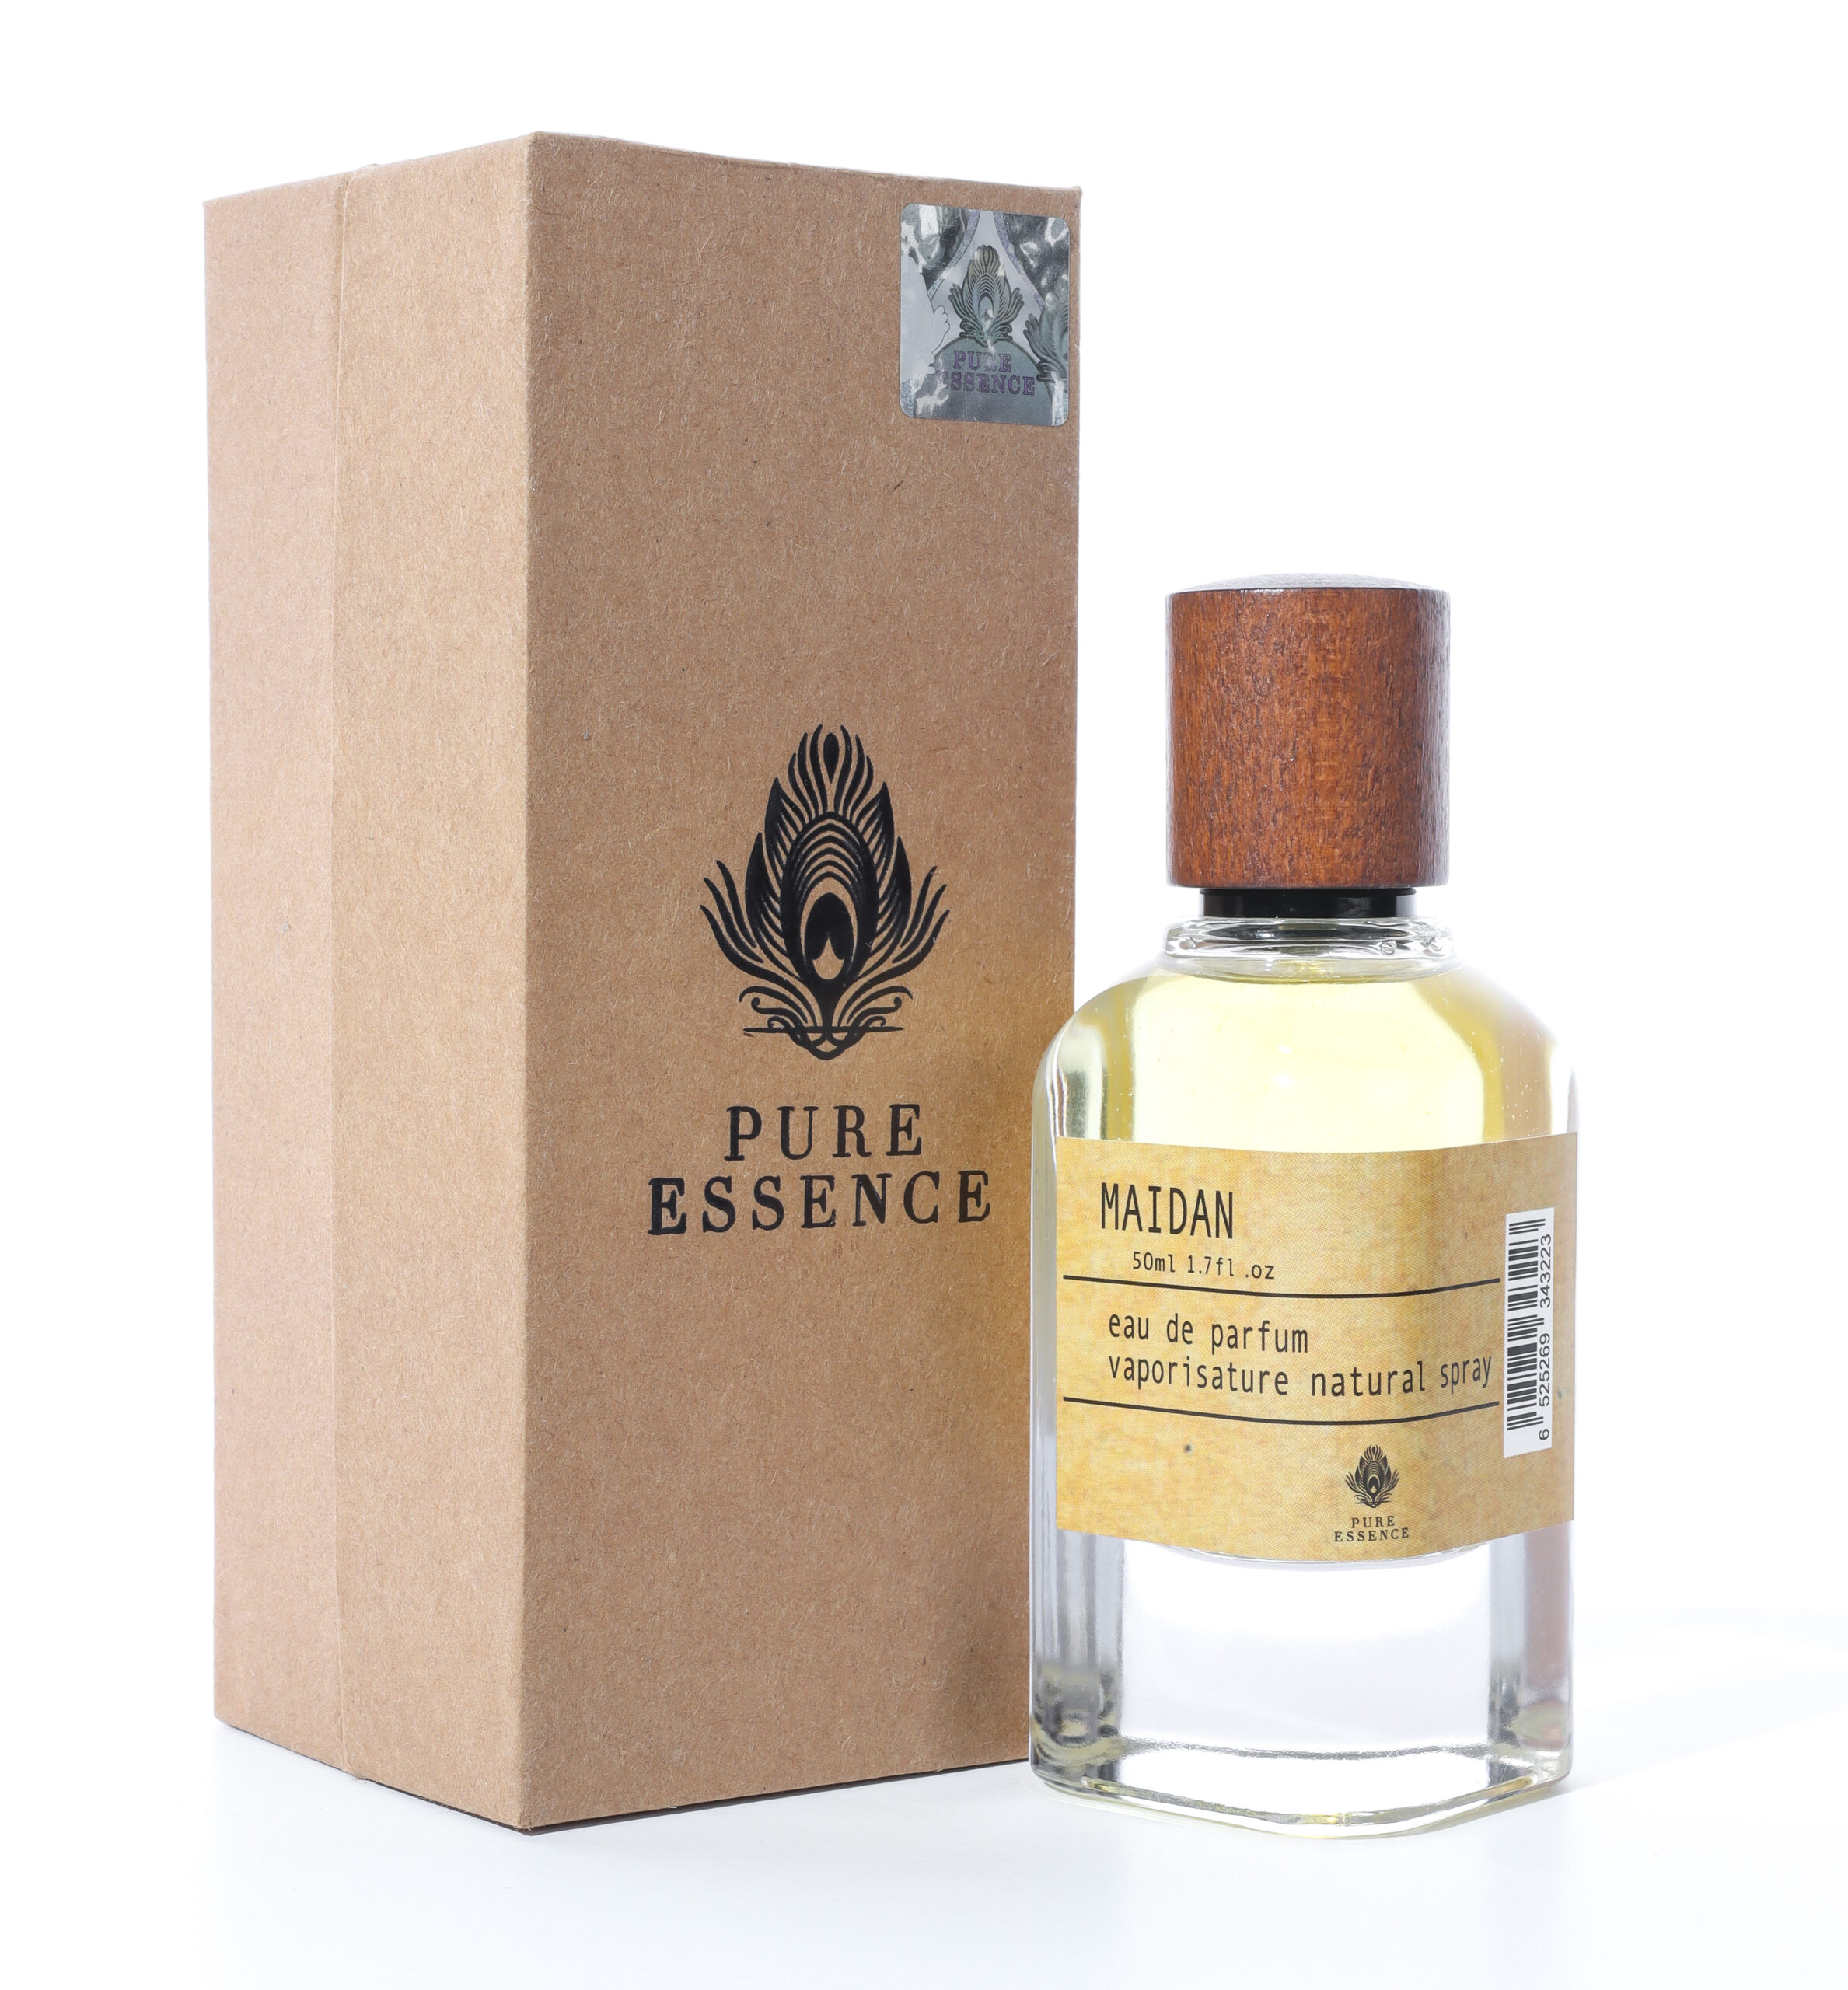 PURE
ESSENCE
PURE
ESSENCE
MAIDAN
50ml 1.7fl .oz
eau de parfum
vaporisature natural spray
6 525269 343223
PURE
ESSENCE